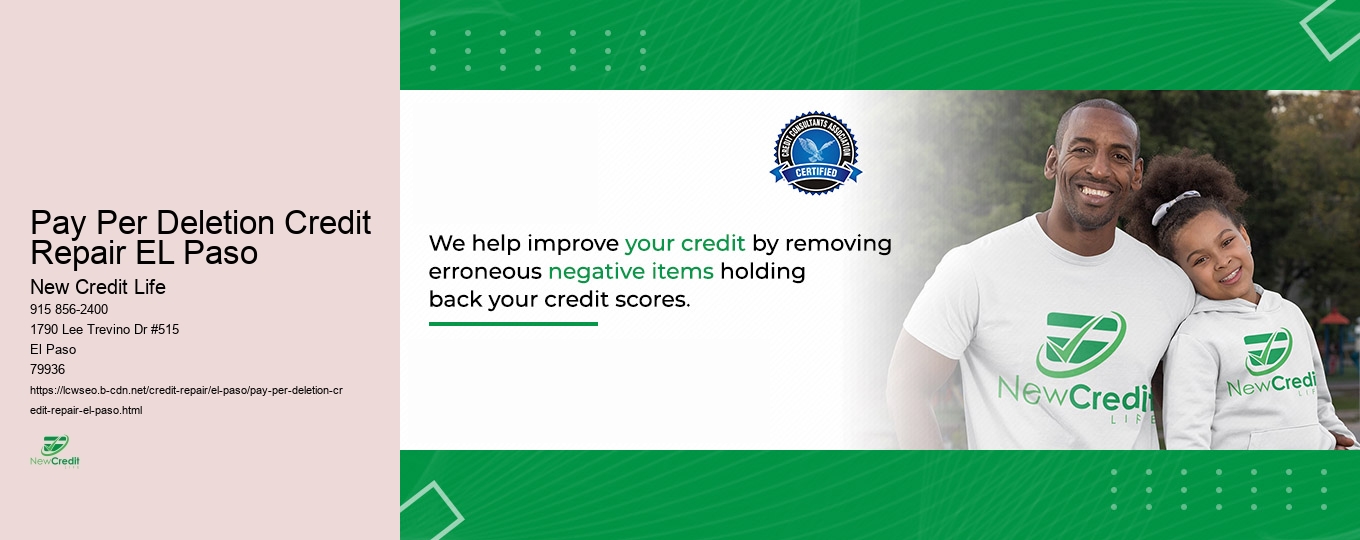 Pay Per Deletion Credit
Repair EL Paso
New Credit Life
915 856-2400
1790 Lee Trevino Dr #515
El Paso
79936
https://lcwseo.b-cdn.net/credit-repair/el-paso/pay-per-deletion-cr
edit-repair-el-paso.html
NewCredit
LIFE
CREDIT CONSULTANTS ASSOCIATION
CERTIFIED
We help improve your credit by removing
erroneous negative items holding
back your credit scores.
NewCredit
LIFE
NewCredi
LIF